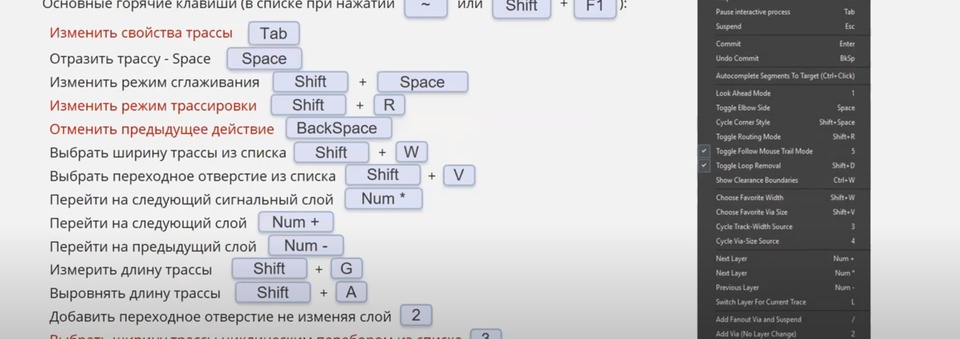 Основные горячие клавиши (в списке при нажатии ~ или Shift + F1 ):
Изменить свойства трассы Tab
Отразить трассу - Space Space
Изменить режим сглаживания Shift + Space
Изменить режим трассировки Shift + R
Отменить предыдущее действие BackSpace
Выбрать ширину трассы из списка Shift + W
Выбрать переходное отверстие из списка Shift + V
Перейти на следующий сигнальный слой Num *
Перейти на следующий слой Num +
Перейти на предыдущий слой Num -
Измерить длину трассы Shift + G
Выровнять длину трассы Shift + A
Добавить переходное отверстие не изменяя слой 2
Выбрать ширину трассы циклическим перебором из списка 3
Pause interactive process Tab
Suspend Esc
Commit Enter
Undo Commit BkSp
Autocomplete Segments To Target (Ctrl+Click)
Look Ahead Mode 1
Toggle Elbow Side Space
Cycle Corner Style Shift+Space
Toggle Routing Mode Shift+R
Toggle Follow Mouse Trail Mode 5
Toggle Loop Removal Shift+D
Show Clearance Boundaries Ctrl+W
Choose Favorite Width Shift+W
Choose Favorite Via Size Shift+V
Cycle Track-Width Source 3
Cycle Via-Size Source 4
Next Layer Num +
Next Layer Num *
Previous Layer Num -
Switch Layer For Current Trace L
Add Fanout Via and Suspend /
Add Via (No Layer Change) 2